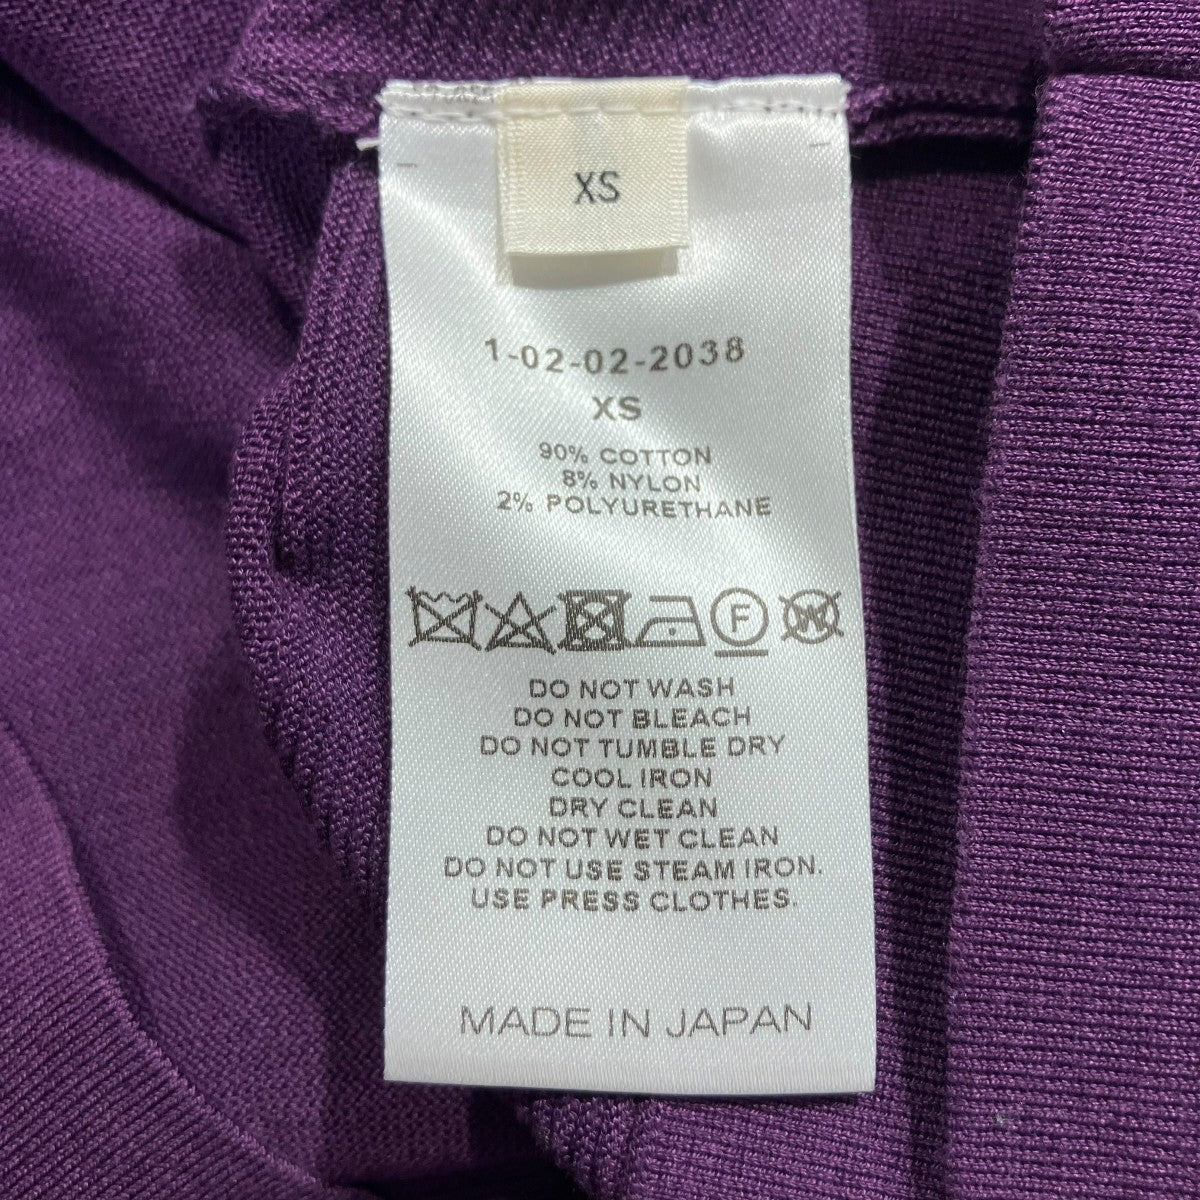 XS
1-02-02-2038
XS
90% COTTON
8% NYLON
2% POLYURETHANE
F W
DO NOT WASH
DO NOT BLEACH
DO NOT TUMBLE DRY
COOL IRON
DRY CLEAN
DO NOT WET CLEAN
DO NOT USE STEAM IRON.
USE PRESS CLOTHES.
MADE IN JAPAN